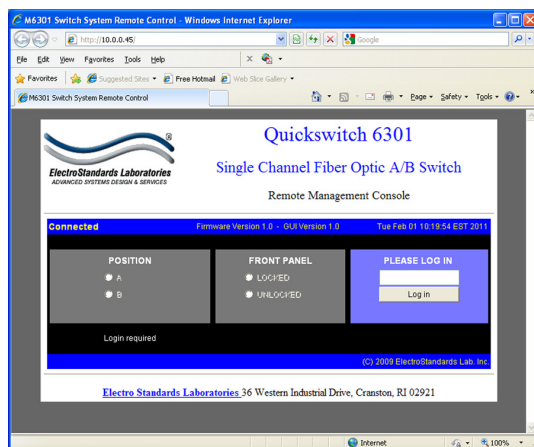 M6301 Switch System Remote Control - Windows Internet Explorer
http://10.0.0.45/
Google
File Edit View Favorites Tools Help
Favorites Suggested Sites Free Hotmail Web Slice Gallery
M6301 Switch System Remote Control
Page Safety Tools
ElectroStandards Laboratories
ADVANCED SYSTEMS DESIGN & SERVICES
Quickswitch 6301
Single Channel Fiber Optic A/B Switch
Remote Management Console
Connected Firmware Version 1.0 - GUI Version 1.0 Tue Feb 01 10:19:54 EST 2011
POSITION
A
B
FRONT PANEL
LOCKED
UNLOCKED
PLEASE LOG IN
Log in
Login required
(C) 2009 ElectroStandards Lab. Inc.
Electro Standards Laboratories 36 Western Industrial Drive, Cranston, RI 02921
Internet
100%